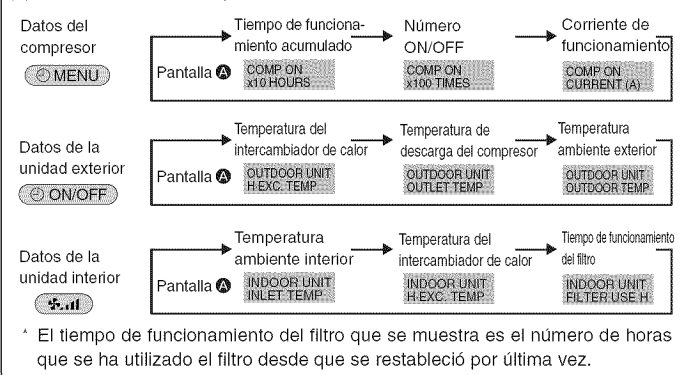 Datos del
compresor
MENU
Pantalla A
Tiempo de funciona-
miento acumulado
COMP ON
x10 HOURS
Número
ON/OFF
COMP ON
x100 TIMES
Corriente de
funcionamiento
COMP ON
CURRENT (A)
Datos de la
unidad exterior
ON/OFF
Pantalla A
Temperatura del
intercambiador de calor
OUTDOOR UNIT
H·EXC. TEMP
Temperatura de
descarga del compresor
OUTDOOR UNIT
OUTLET TEMP
Temperatura
ambiente exterior
OUTDOOR UNIT
OUTDOOR TEMP
Datos de la
unidad interior
Pantalla A
Temperatura
ambiente interior
INDOOR UNIT
INLET TEMP
Temperatura del
intercambiador de calor
INDOOR UNIT
H·EXC. TEMP
Tiempo de funcionamiento
del filtro
INDOOR UNIT
FILTER USE H
* El tiempo de funcionamiento del filtro que se muestra es el número de horas
que se ha utilizado el filtro desde que se restableció por última vez.